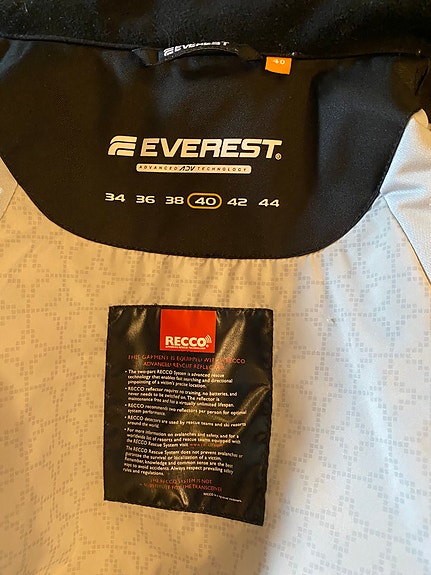 EVEREST
40
EVEREST®
ADVANCED ADV TECHNOLOGY
34 36 38 40 42 44
RECCO
THIS GARMENT IS EQUIPPED WITH RECCO
ADVANCED RESCUE REFLECTORS
• The two-part RECCO System is advanced rescue
technology that enables fast searching and directional
pinpointing of a victim's precise location.
• RECCO reflector requires no training, no batteries, and
never needs to be switched on. The reflector is
maintenance free and for a virtually unlimited lifespan.
• RECCO recommends two reflectors per person for optimal
system performance.
• RECCO detectors are used by rescue teams and ski resorts
around the world.
• For more information on avalanches and safety, and for a
worldwide list of resorts and teams equipped with
the RECCO Rescue System visit
The RECCO Rescue System does not prevent avalanches or
guarantee the survival or localization of a victim.
Remember, knowledge and common sense are the best
ways to avoid accidents. Always respect prevailing safety
rules and regulations.
THE RECCO SYSTEM IS NOT
A SUBSTITUTE FOR THE TRANSCEIVER!